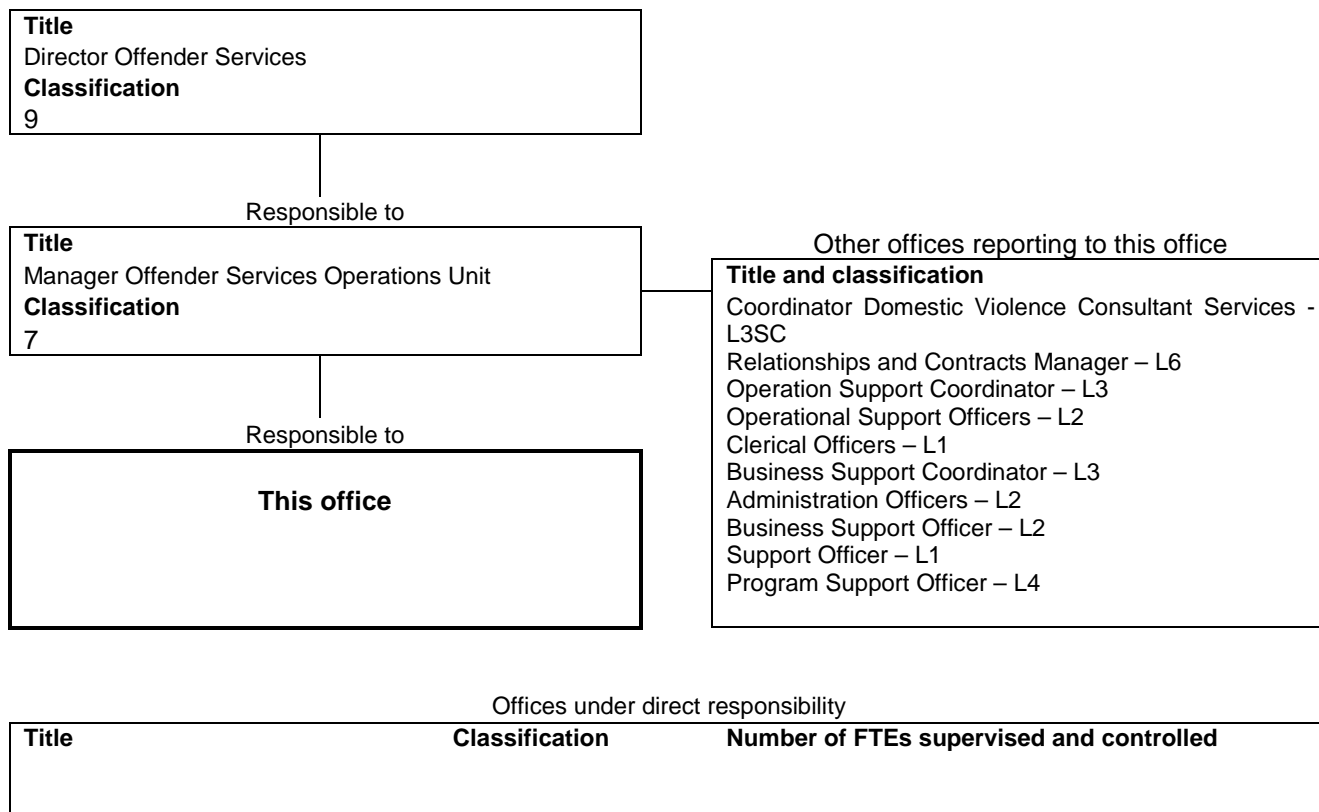 Title
Director Offender Services
Classification
9
Responsible to
Title
Manager Offender Services Operations Unit
Classification
7
Other offices reporting to this office
Title and classification
Coordinator Domestic Violence Consultant Services -
L3SC
Relationships and Contracts Manager – L6
Operation Support Coordinator – L3
Operational Support Officers – L2
Clerical Officers – L1
Business Support Coordinator – L3
Administration Officers – L2
Business Support Officer – L2
Support Officer – L1
Program Support Officer – L4
Responsible to
This office
Offices under direct responsibility
Title Classification Number of FTEs supervised and controlled